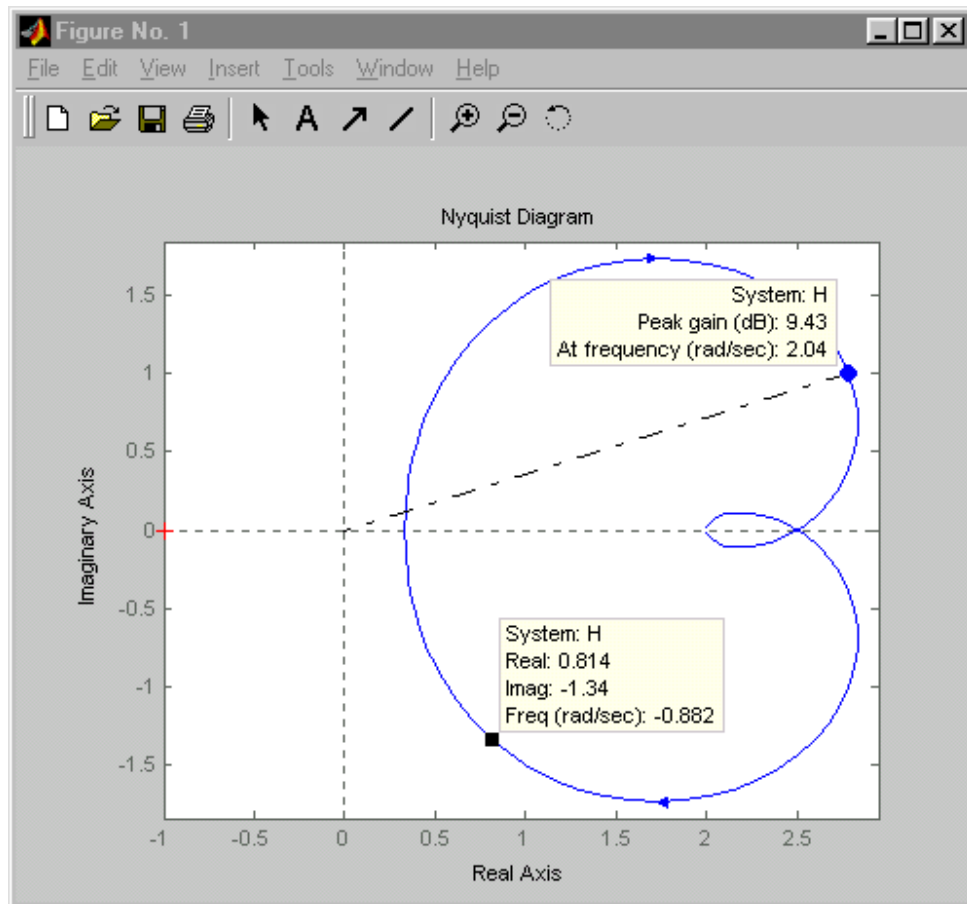 Figure No. 1
File Edit View Insert Tools Window Help
A
Nyquist Diagram
System: H
Peak gain (dB): 9.43
At frequency (rad/sec): 2.04
System: H
Real: 0.814
Imag: -1.34
Freq (rad/sec): -0.882
Imaginary Axis
1.5
1
0.5
0
-0.5
-1
-1.5
-1 -0.5 0 0.5 1 1.5 2 2.5
Real Axis